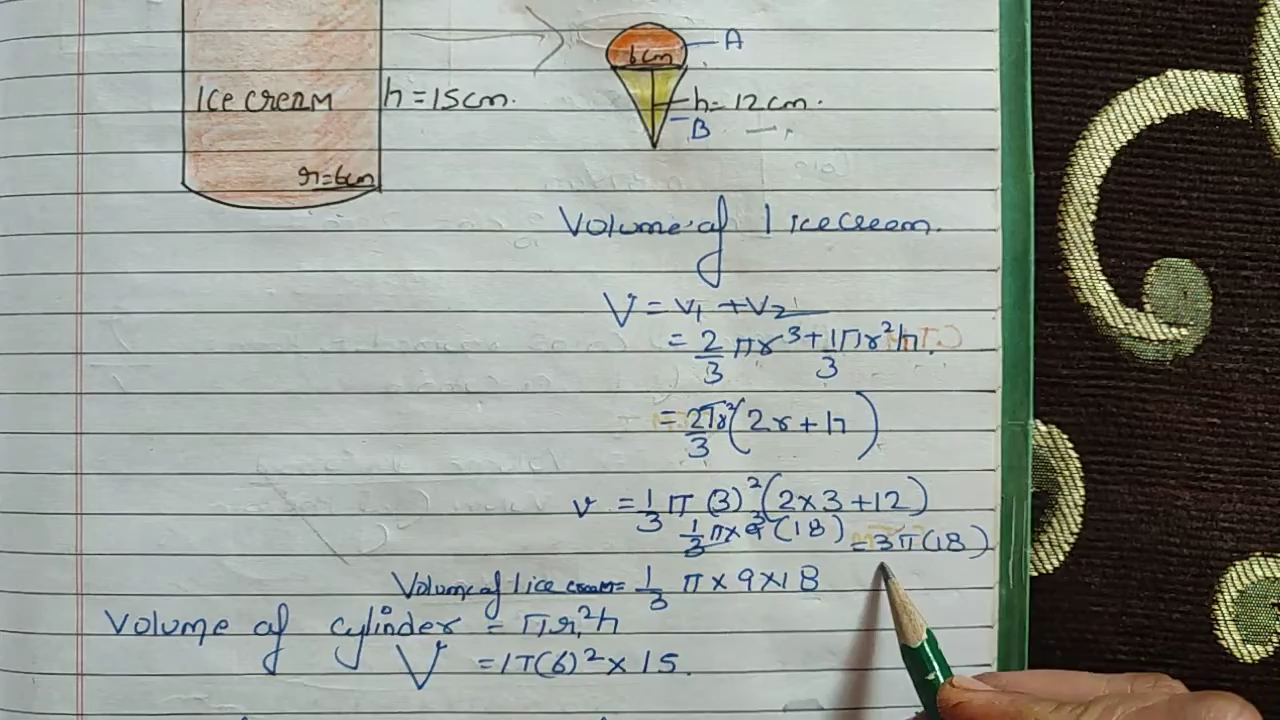 A
6cm
Ice cream h = 15cm.
h = 12 cm.
B
r=6cm
Volume of 1 icecream.
V = V₁ + V₂
= 2/3 πr³ + 1/3 πr²h
= 2πr²/3 (2r + h)
v = 1/3 π (3)² (2 × 3 + 12)
1/3 π × 9 (18) = 3π(18)
Volume of 1 ice cream = 1/3 π × 9 × 18
Volume of cylinder = πr²h
V = π(6)² × 15.